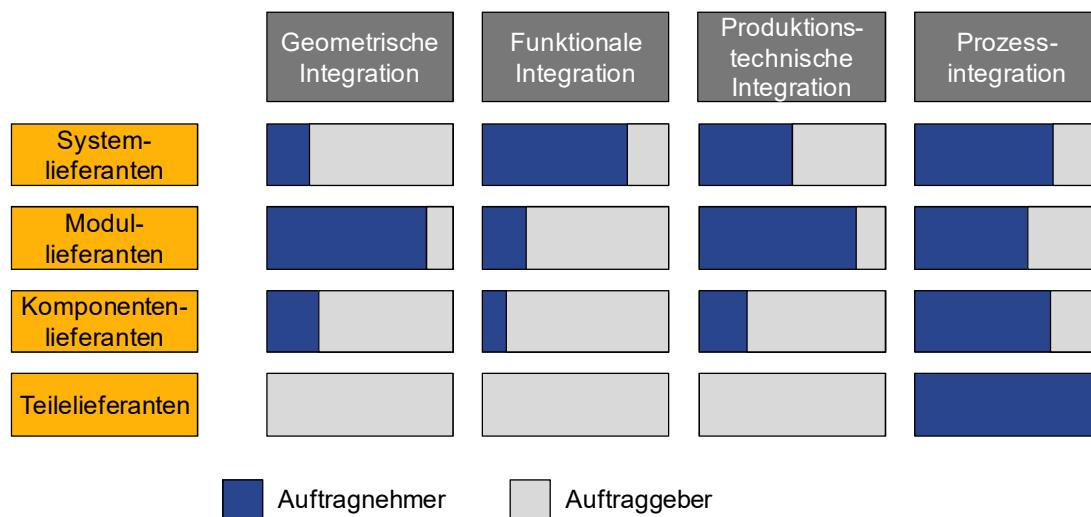 Geometrische
Integration
Funktionale
Integration
Produktions-
technische
Integration
Prozess-
integration
System-
lieferanten
Modul-
lieferanten
Komponenten-
lieferanten
Teilelieferanten
Auftragnehmer
Auftraggeber